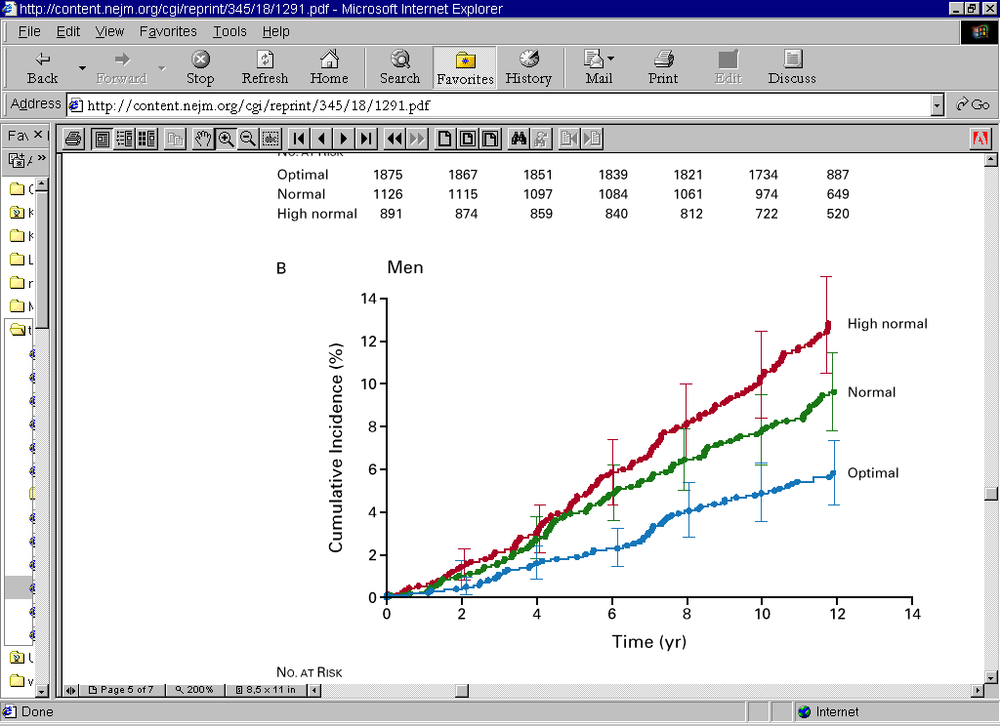 http://content.nejm.org/cgi/reprint/345/18/1291.pdf - Microsoft Internet Explorer
File Edit View Favorites Tools Help
Back Forward Stop Refresh Home Search Favorites History Mail Print Edit Discuss
Address http://content.nejm.org/cgi/reprint/345/18/1291.pdf Go
Optimal 1875 1867 1851 1839 1821 1734 887
Normal 1126 1115 1097 1084 1061 974 649
High normal 891 874 859 840 812 722 520
B Men
14
12
10
8
6
4
2
0
Cumulative Incidence (%)
High normal
Normal
Optimal
0 2 4 6 8 10 12 14
Time (yr)
NO. AT RISK
Page 5 of 7 200% 8,5 x 11 in
Done Internet